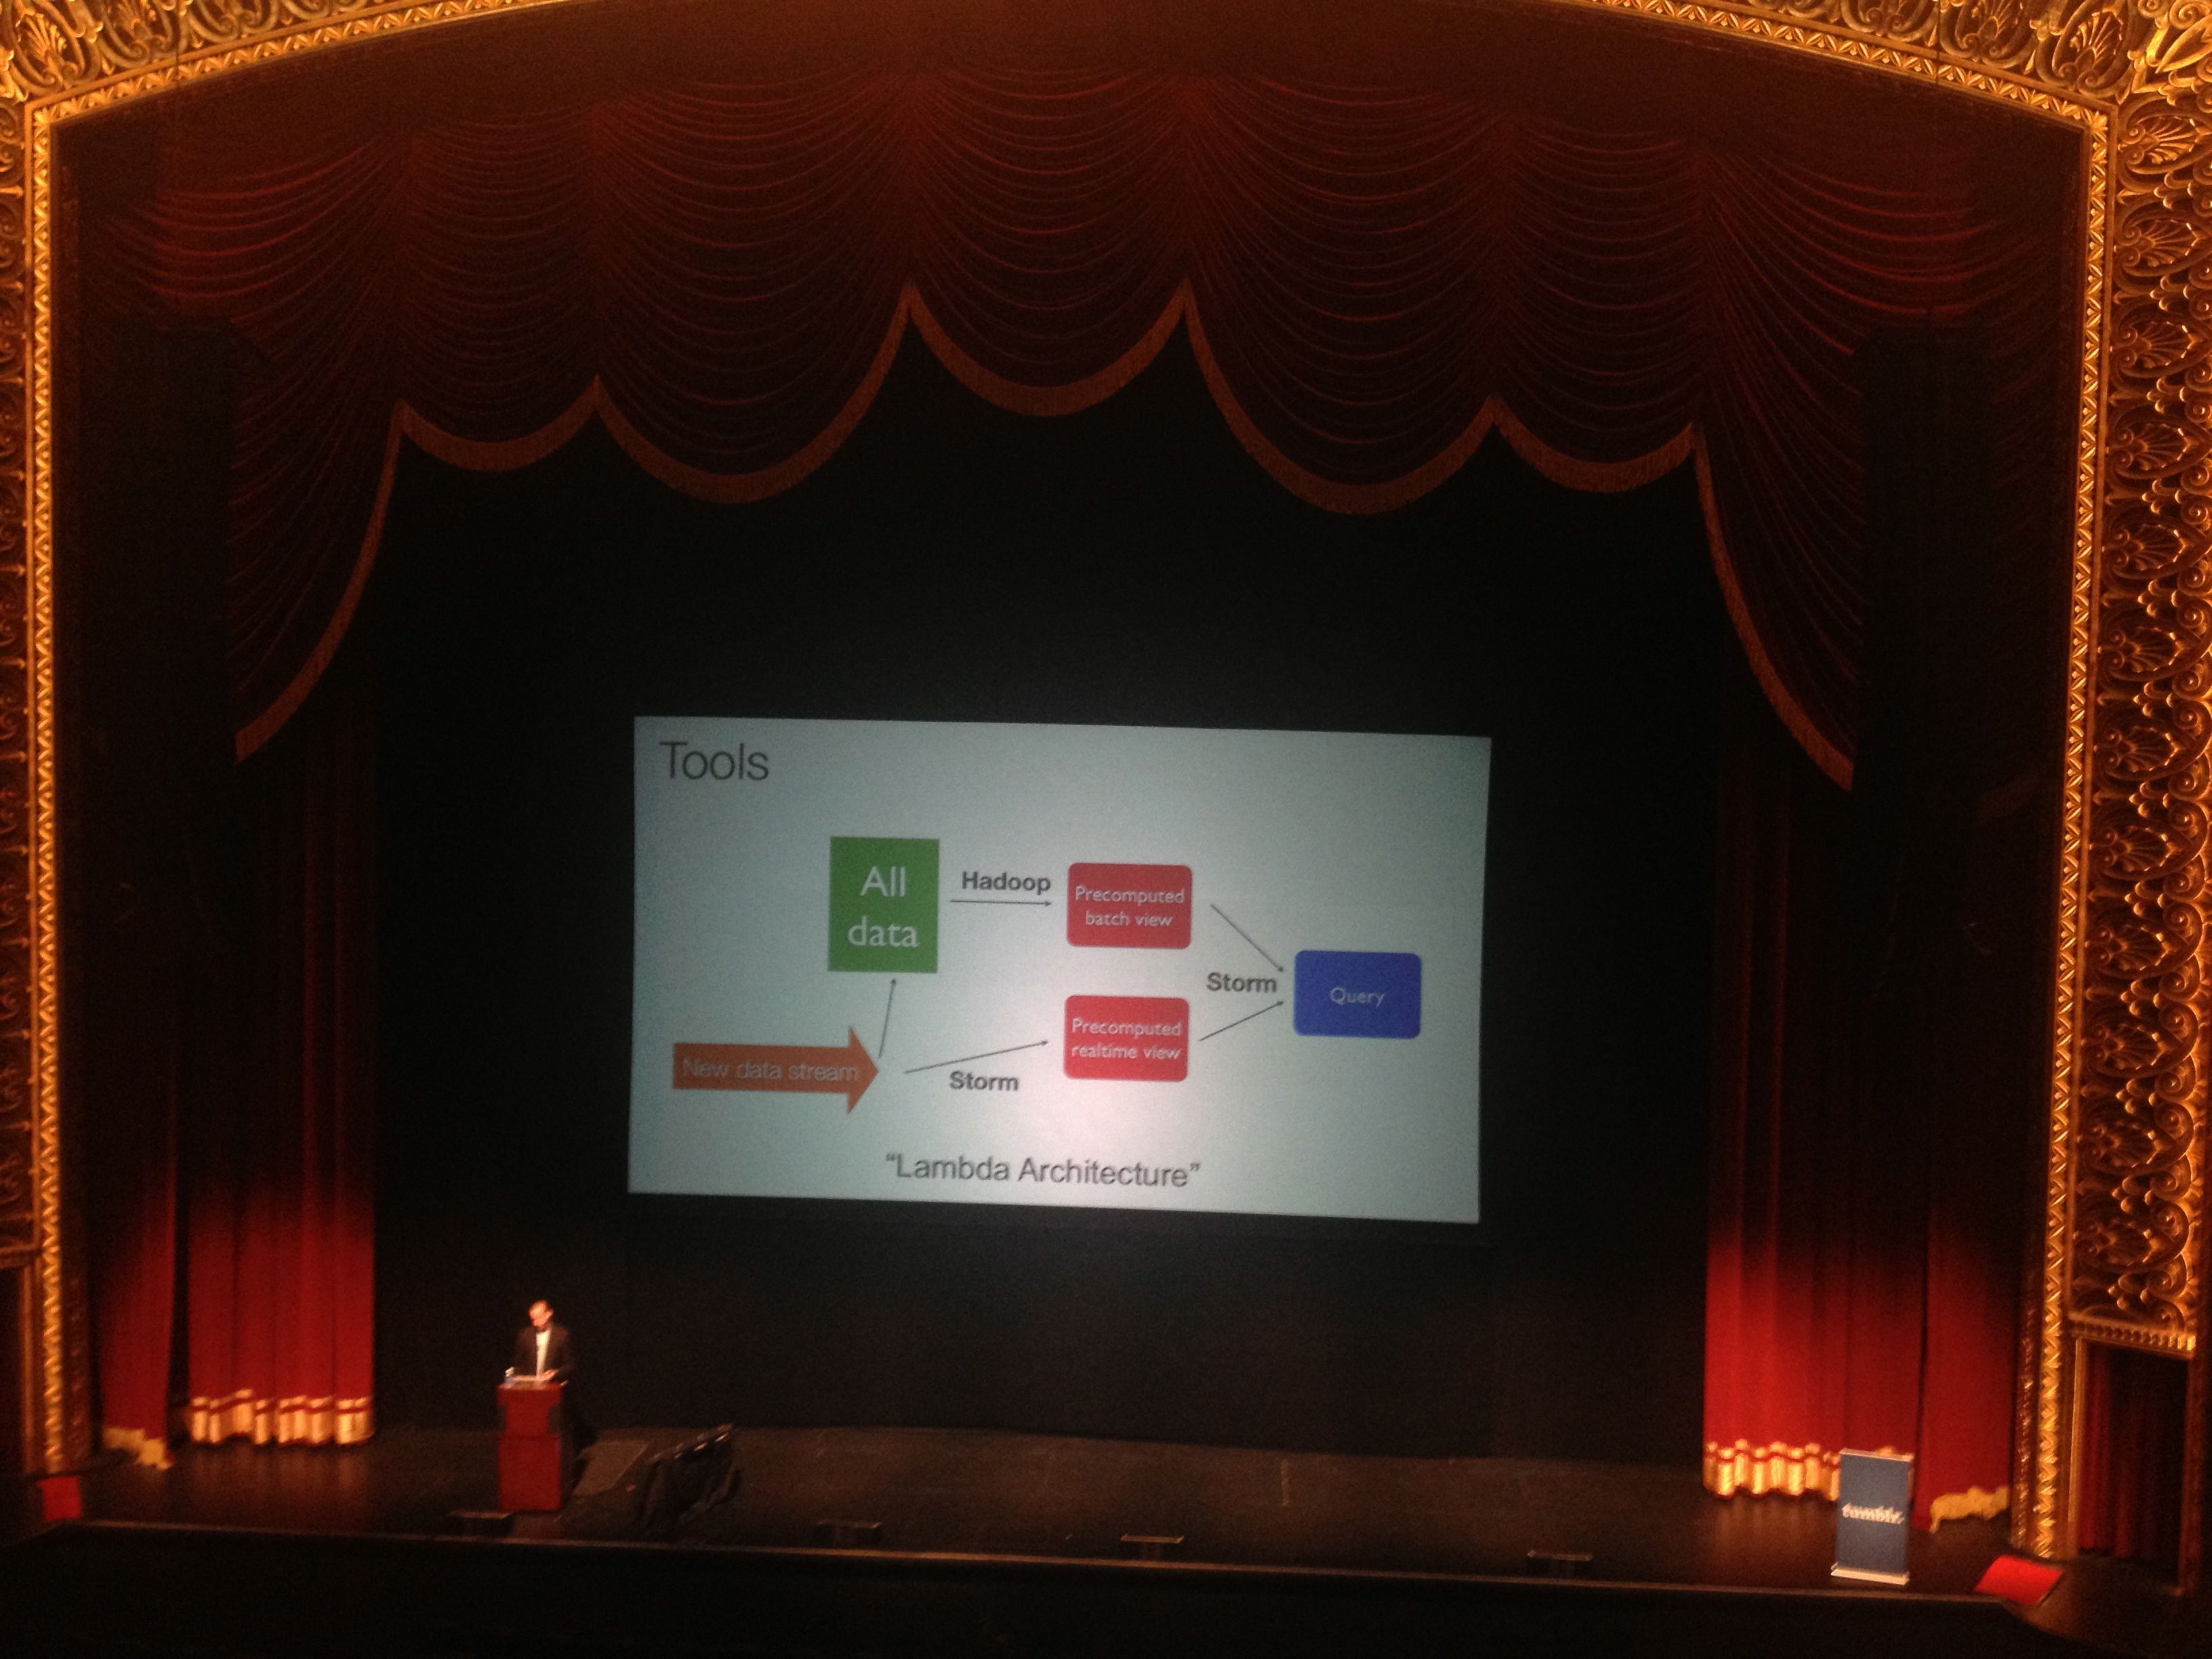 Tools
All
data
Hadoop
Precomputed
batch view
Storm
Query
Precomputed
realtime view
New data stream
Storm
“Lambda Architecture”
tumblr.